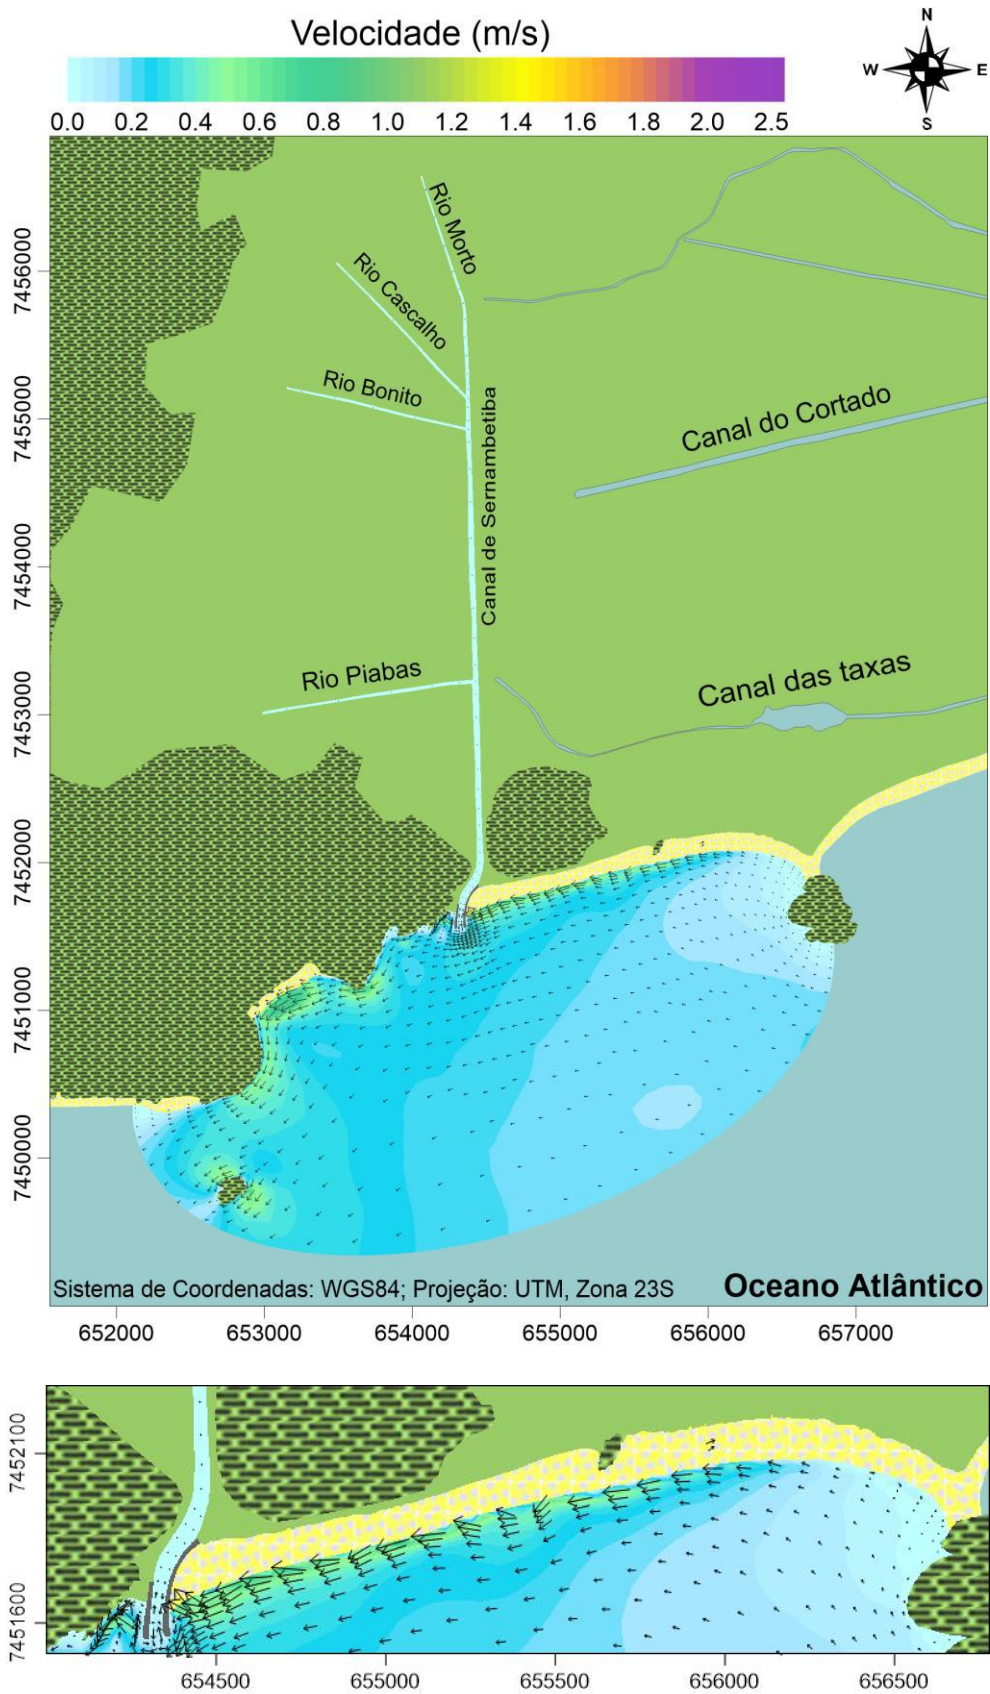 Velocidade (m/s)
N
W E
S
0.0 0.2 0.4 0.6 0.8 1.0 1.2 1.4 1.6 1.8 2.0 2.5
Rio Morto
Rio Cascalho
Rio Bonito
Canal de Sernambetiba
Canal do Cortado
Rio Piabas
Canal das taxas
7456000
7455000
7454000
7453000
7452000
7451000
7450000
Sistema de Coordenadas: WGS84; Projeção: UTM, Zona 23S
Oceano Atlântico
652000 653000 654000 655000 656000 657000
7452100
7451600
654500 655000 655500 656000 656500